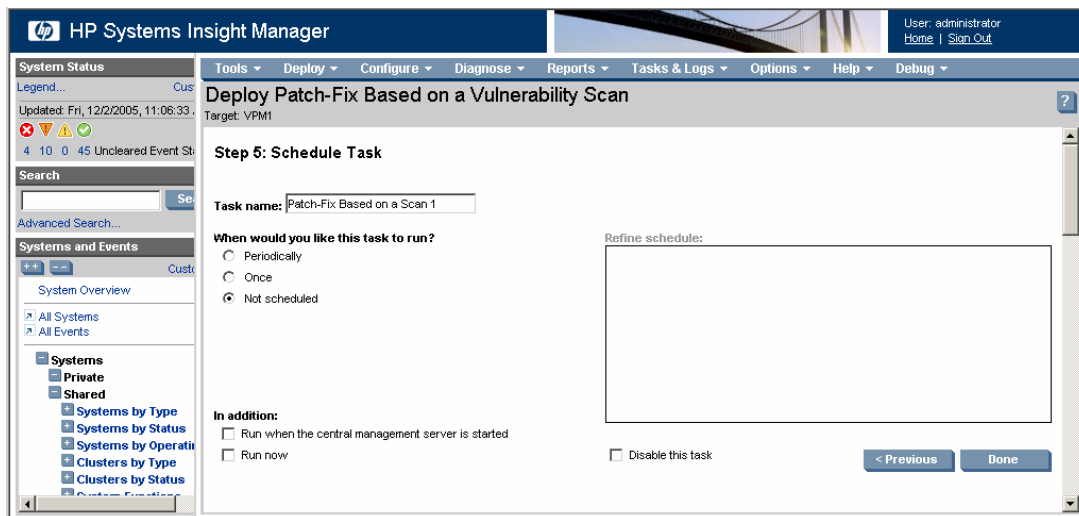 hp HP Systems Insight Manager
User: administrator
Home | Sign Out
System Status
Legend...
Updated: Fri, 12/2/2005, 11:06:33
4 10 0 45 Uncleared Event
Search
Advanced Search...
Systems and Events
++ --
System Overview
All Systems
All Events
Systems
Private
Shared
Systems by Type
Systems by Status
Systems by
Clusters by Type
Clusters by Status
Tools Deploy Configure Diagnose Reports Tasks & Logs Options Help Debug
Deploy Patch-Fix Based on a Vulnerability Scan
?
Target: VPM1
Step 5: Schedule Task
Task name: Patch-Fix Based on a Scan 1
When would you like this task to run?
Periodically
Once
Not scheduled
Refine schedule:
In addition:
Run when the central management server is started
Run now
Disable this task
< Previous
Done